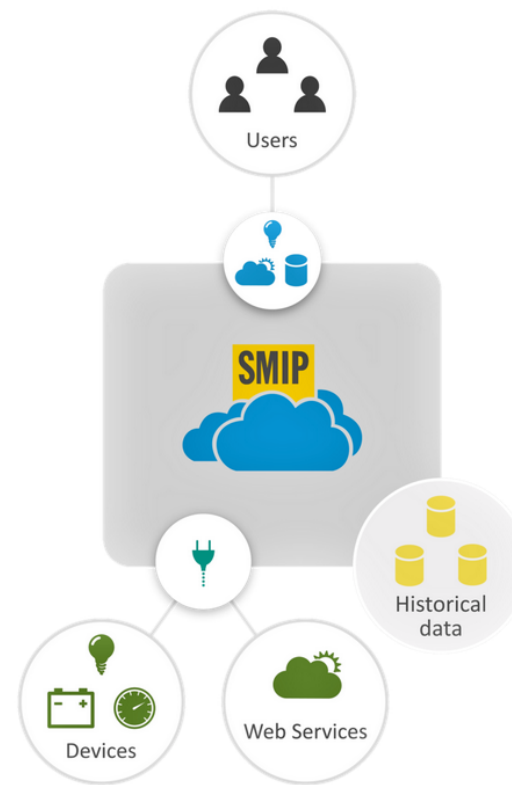 Users
SMIP
Historical
data
Devices
Web Services